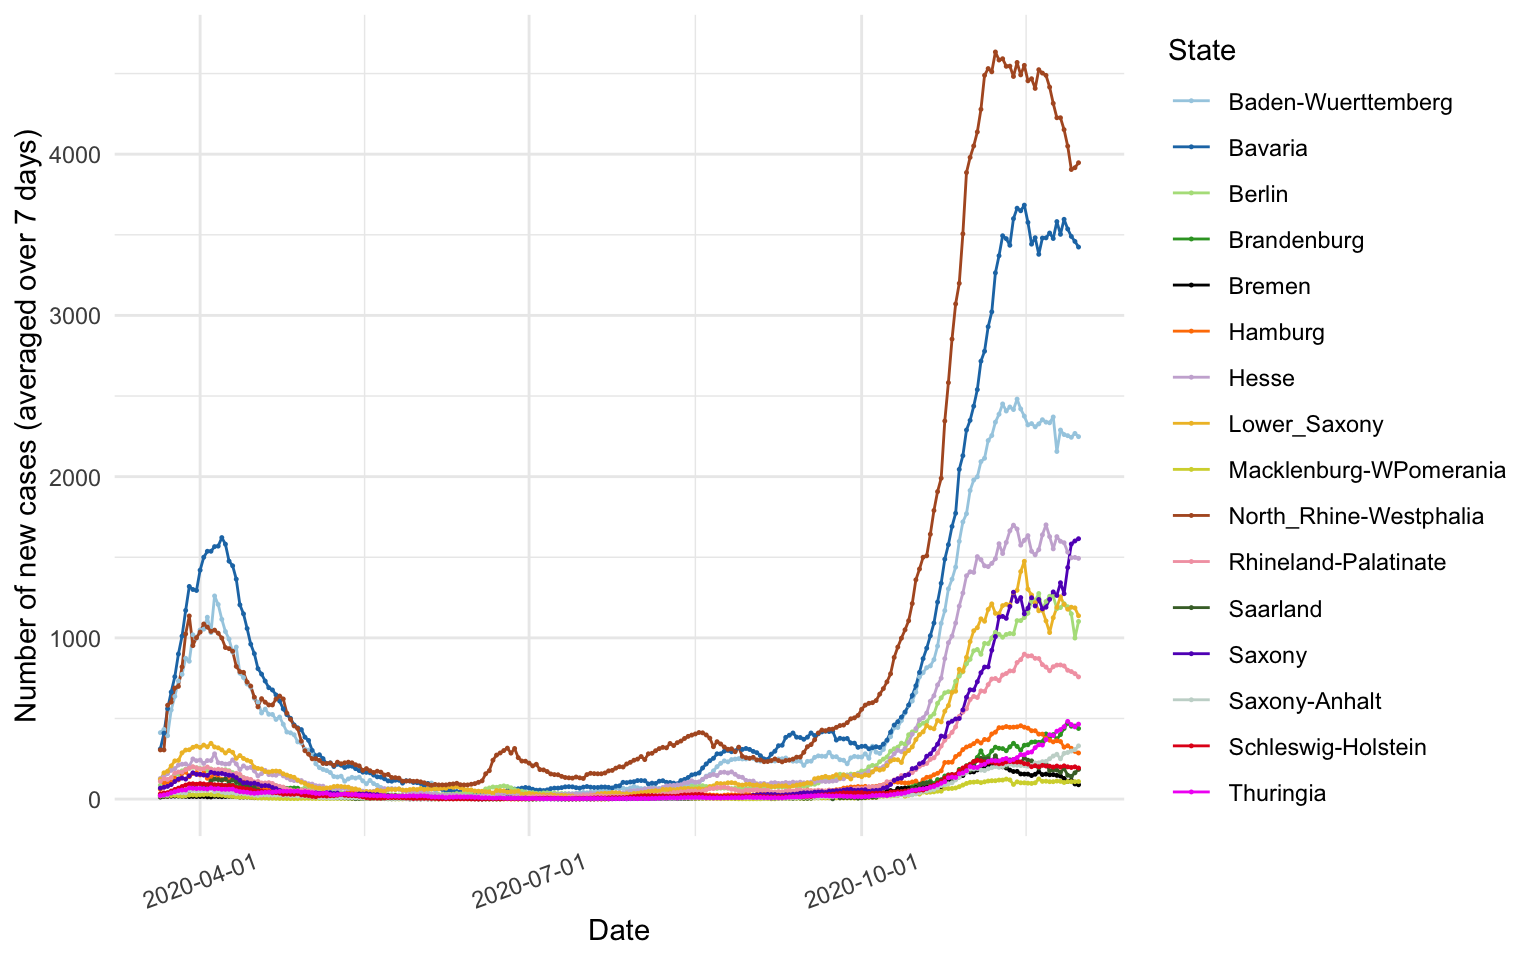 Number of new cases (averaged over 7 days)
4000
3000
2000
1000
0
2020-04-01
2020-07-01
2020-10-01
Date
State
Baden-Wuerttemberg
Bavaria
Berlin
Brandenburg
Bremen
Hamburg
Hesse
Lower_Saxony
Macklenburg-WPomerania
North_Rhine-Westphalia
Rhineland-Palatinate
Saarland
Saxony
Saxony-Anhalt
Schleswig-Holstein
Thuringia